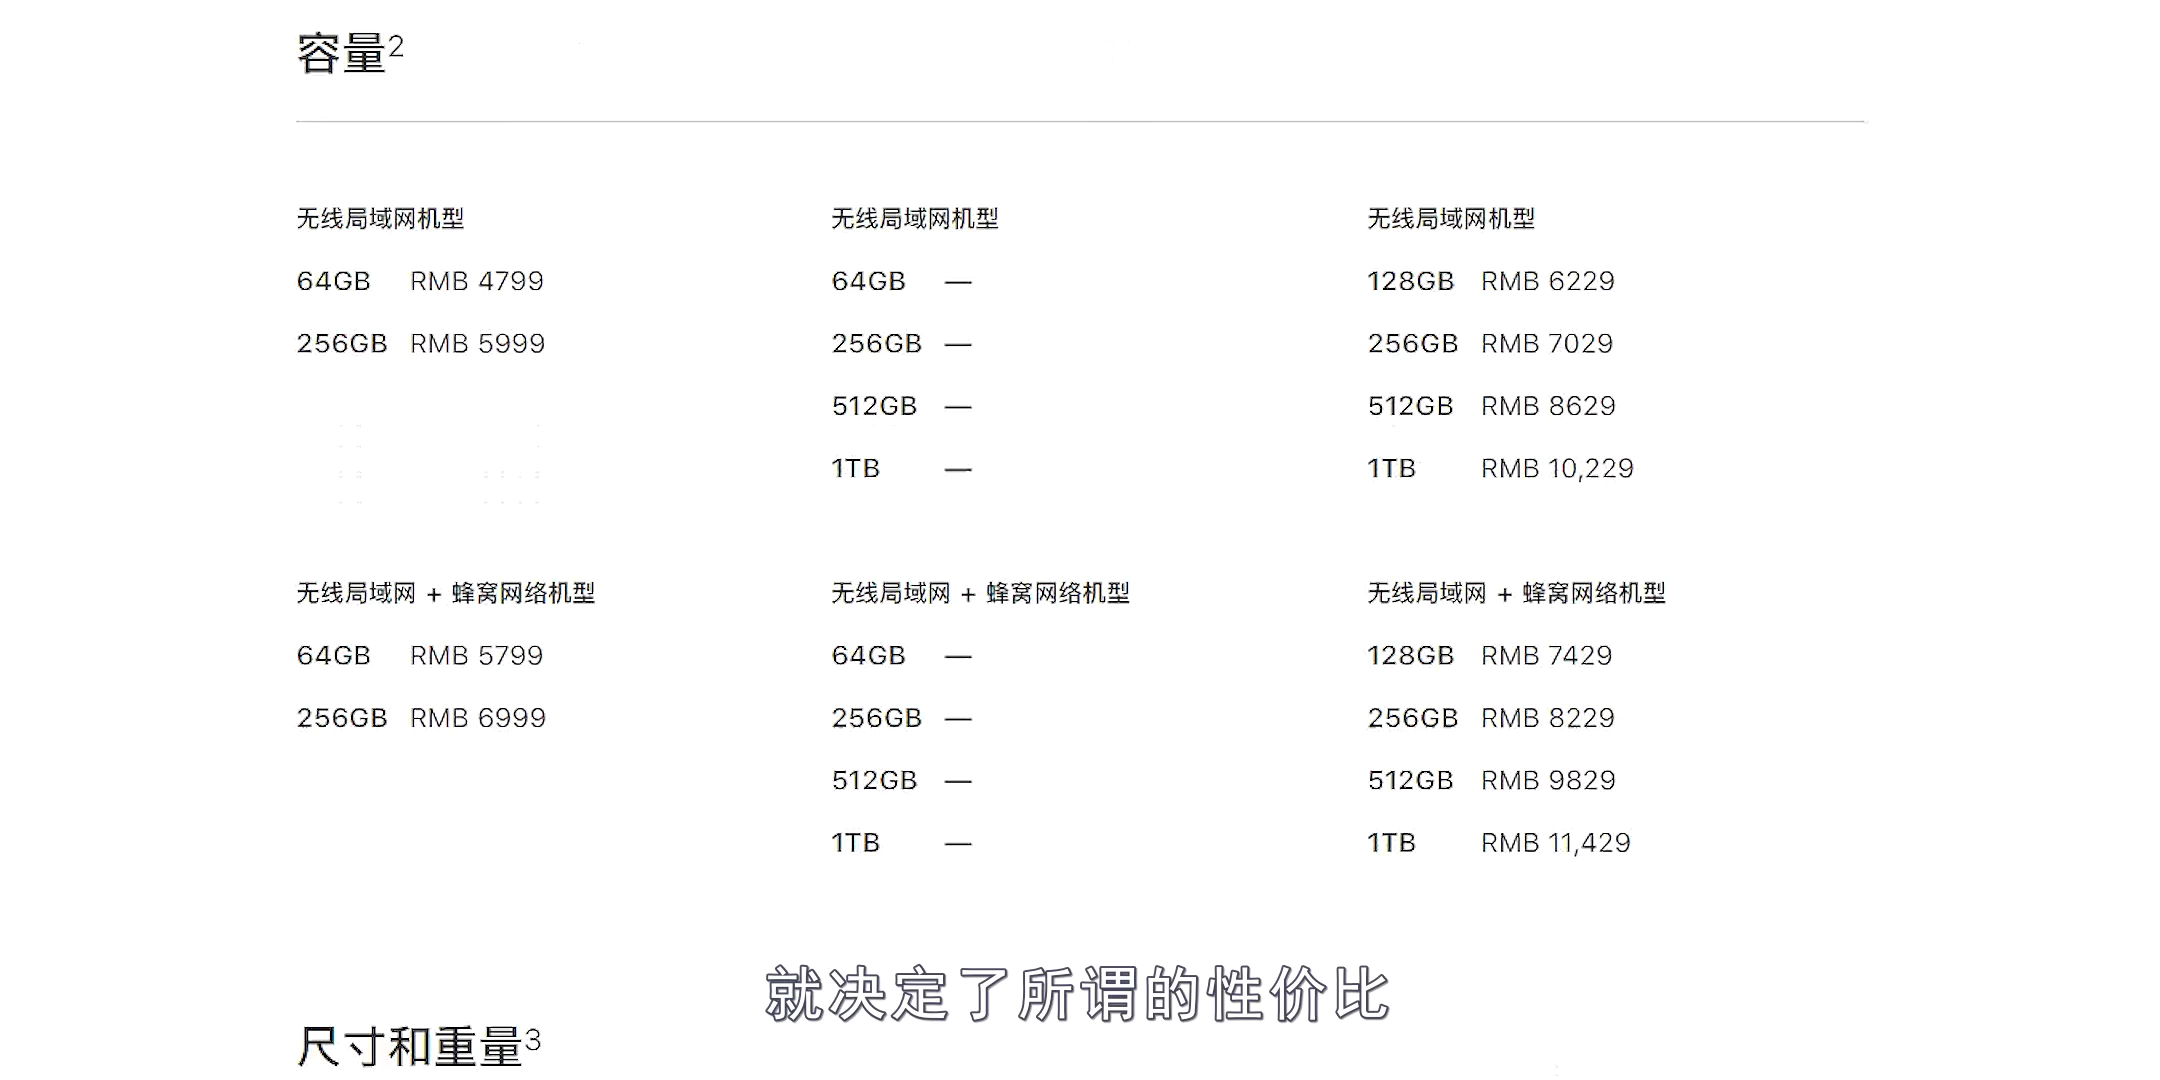 容量2
无线局域网机型
64GB RMB 4799
256GB RMB 5999
无线局域网 + 蜂窝网络机型
64GB RMB 5799
256GB RMB 6999
无线局域网机型
64GB —
256GB —
512GB —
1TB —
无线局域网 + 蜂窝网络机型
64GB —
256GB —
512GB —
1TB —
无线局域网机型
128GB RMB 6229
256GB RMB 7029
512GB RMB 8629
1TB RMB 10,229
无线局域网 + 蜂窝网络机型
128GB RMB 7429
256GB RMB 8229
512GB RMB 9829
1TB RMB 11,429
就决定了所谓的性价比
尺寸和重量3